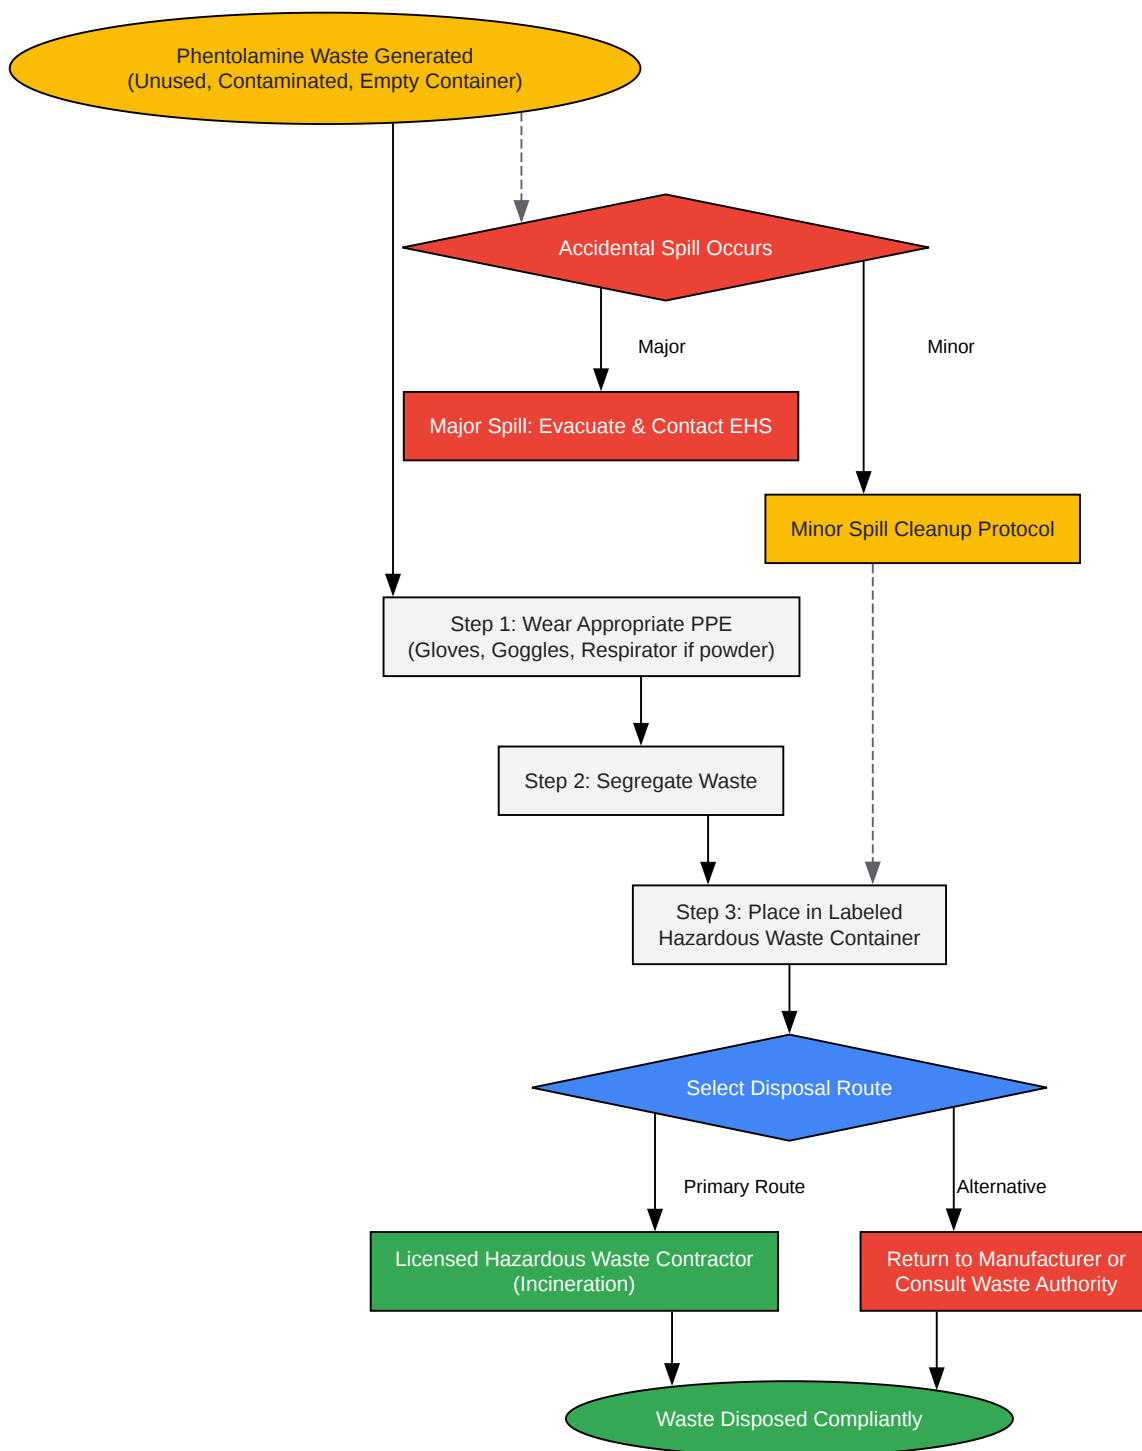 Phentolamine Waste Generated
(Unused, Contaminated, Empty Container)
Accidental Spill Occurs
Major
Minor
Major Spill: Evacuate & Contact EHS
Minor Spill Cleanup Protocol
Step 1: Wear Appropriate PPE
(Gloves, Goggles, Respirator if powder)
Step 2: Segregate Waste
Step 3: Place in Labeled
Hazardous Waste Container
Select Disposal Route
Primary Route
Alternative
Licensed Hazardous Waste Contractor
(Incineration)
Return to Manufacturer or
Consult Waste Authority
Waste Disposed Compliantly